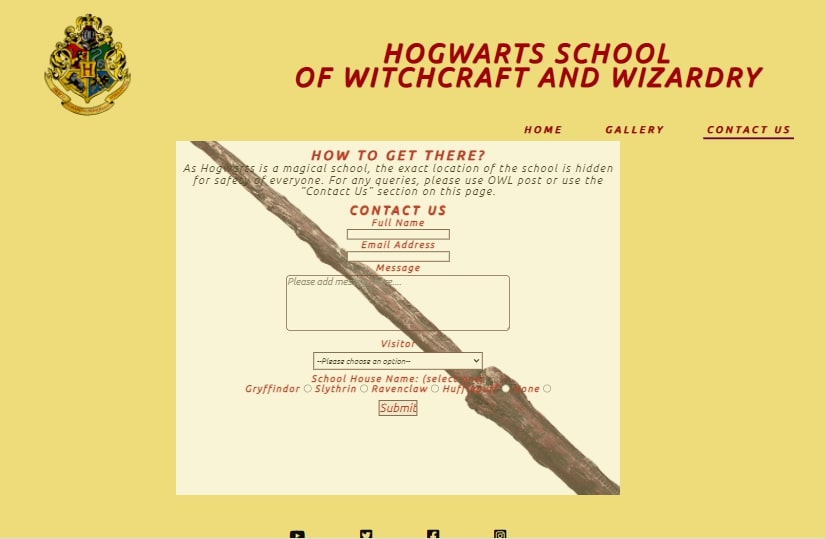 HOGWARTS SCHOOL
OF WITCHCRAFT AND WIZARDRY
HOME GALLERY CONTACT US
HOW TO GET THERE?
As Hogwarts is a magical school, the exact location of the school is hidden
for safety of everyone. For any queries, please use OWL post or use the
"Contact Us" section on this page.
CONTACT US
Full Name
Email Address
Message
Please add message here....
Visitor
--Please choose an option--
School House Name:
Gryffindor Slythrin Ravenclaw Hufflepuff None
Submit